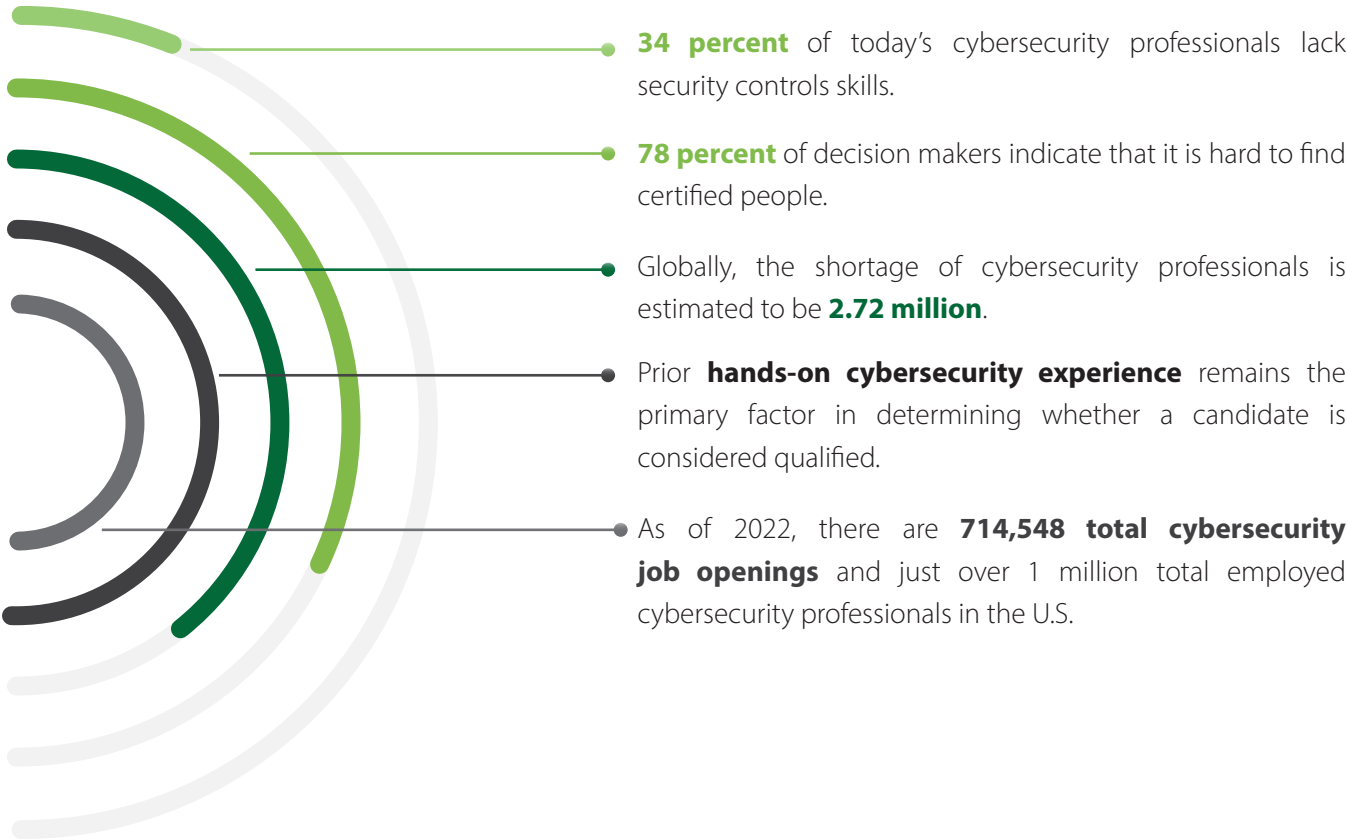 34 percent of today’s cybersecurity professionals lack
security controls skills.
78 percent of decision makers indicate that it is hard to find
certified people.
Globally, the shortage of cybersecurity professionals is
estimated to be 2.72 million.
Prior hands-on cybersecurity experience remains the
primary factor in determining whether a candidate is
considered qualified.
As of 2022, there are 714,548 total cybersecurity
job openings and just over 1 million total employed
cybersecurity professionals in the U.S.